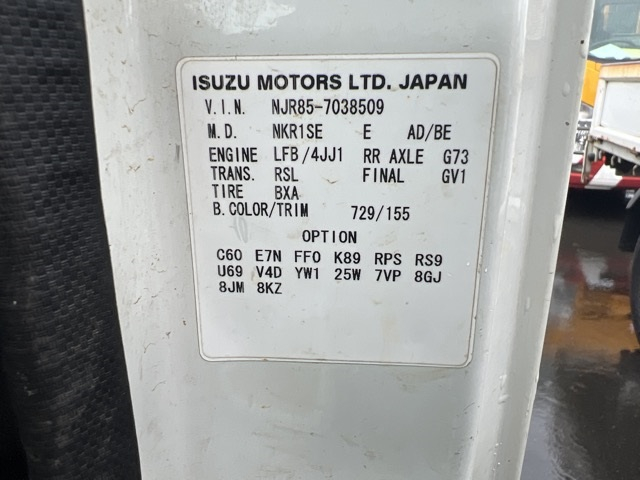 ISUZU MOTORS LTD. JAPAN
V.I.N. NJR85-7038509
M.D. NKR1SE E AD/BE
ENGINE LFB/4JJ1 RR AXLE G73
TRANS. RSL FINAL GV1
TIRE BXA
B.COLOR/TRIM 729/155
OPTION
C60 E7N FF0 K89 RPS RS9
U69 V4D YW1 25W 7VP 8GJ
8JM 8KZ